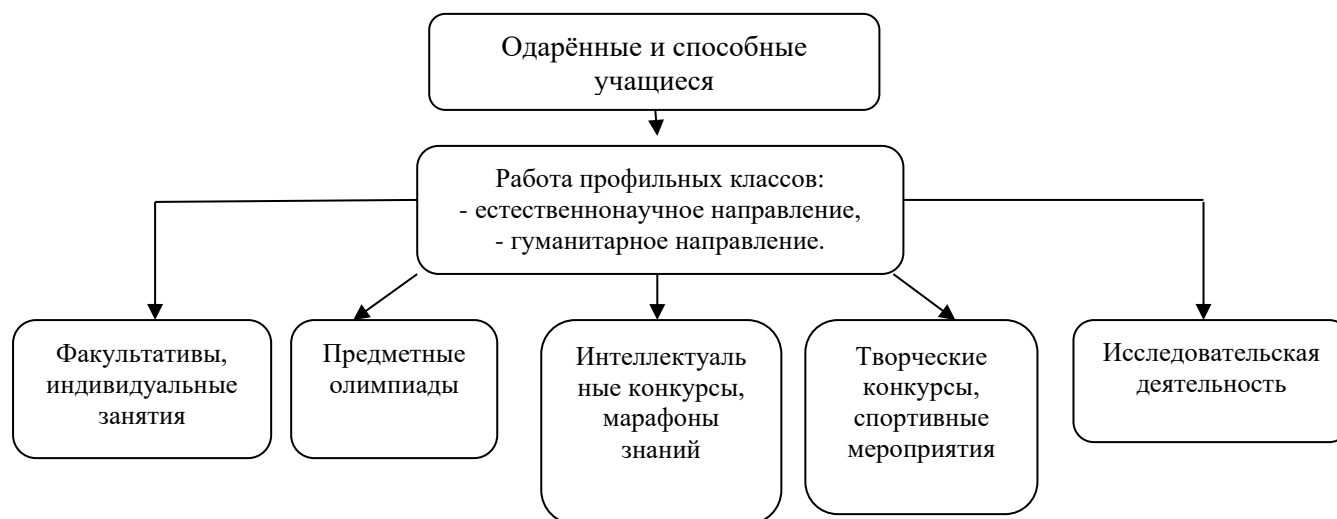 Одарённые и способные
учащиеся
Работа профильных классов:
- естественнонаучное направление,
- гуманитарное направление.
Факультативы,
индивидуальные
занятия
Предметные
олимпиады
Интеллектуаль
ные конкурсы,
марафоны
знаний
Творческие
конкурсы,
спортивные
мероприятия
Исследовательская
деятельность